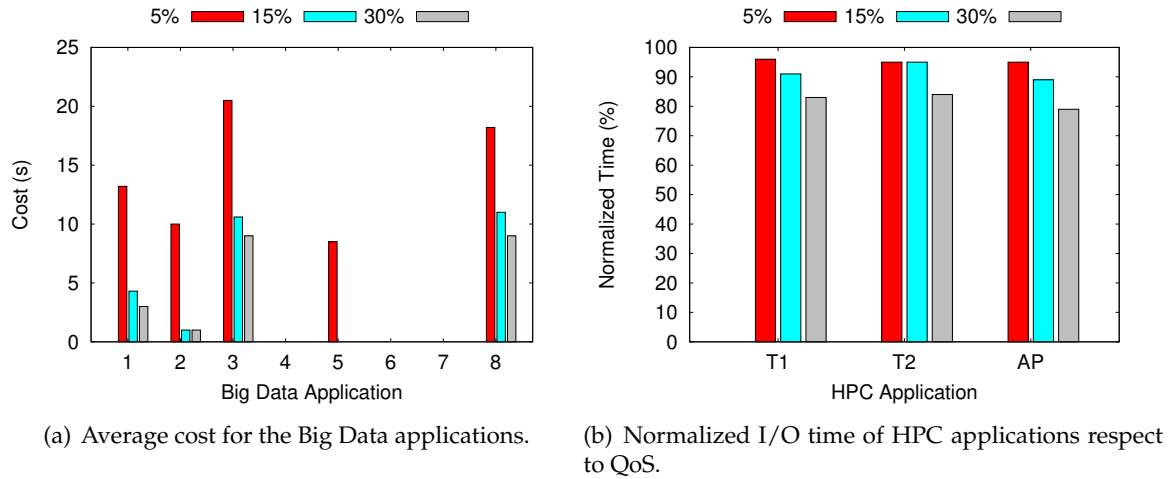 5% 15% 30%
25
20
15
10
5
0
Cost (s)
1 2 3 4 5 6 7 8
Big Data Application
(a) Average cost for the Big Data applications.
5% 15% 30%
100
90
80
70
60
50
40
30
20
10
0
Normalized Time (%)
T1 T2 AP
HPC Application
(b) Normalized I/O time of HPC applications respect
to QoS.